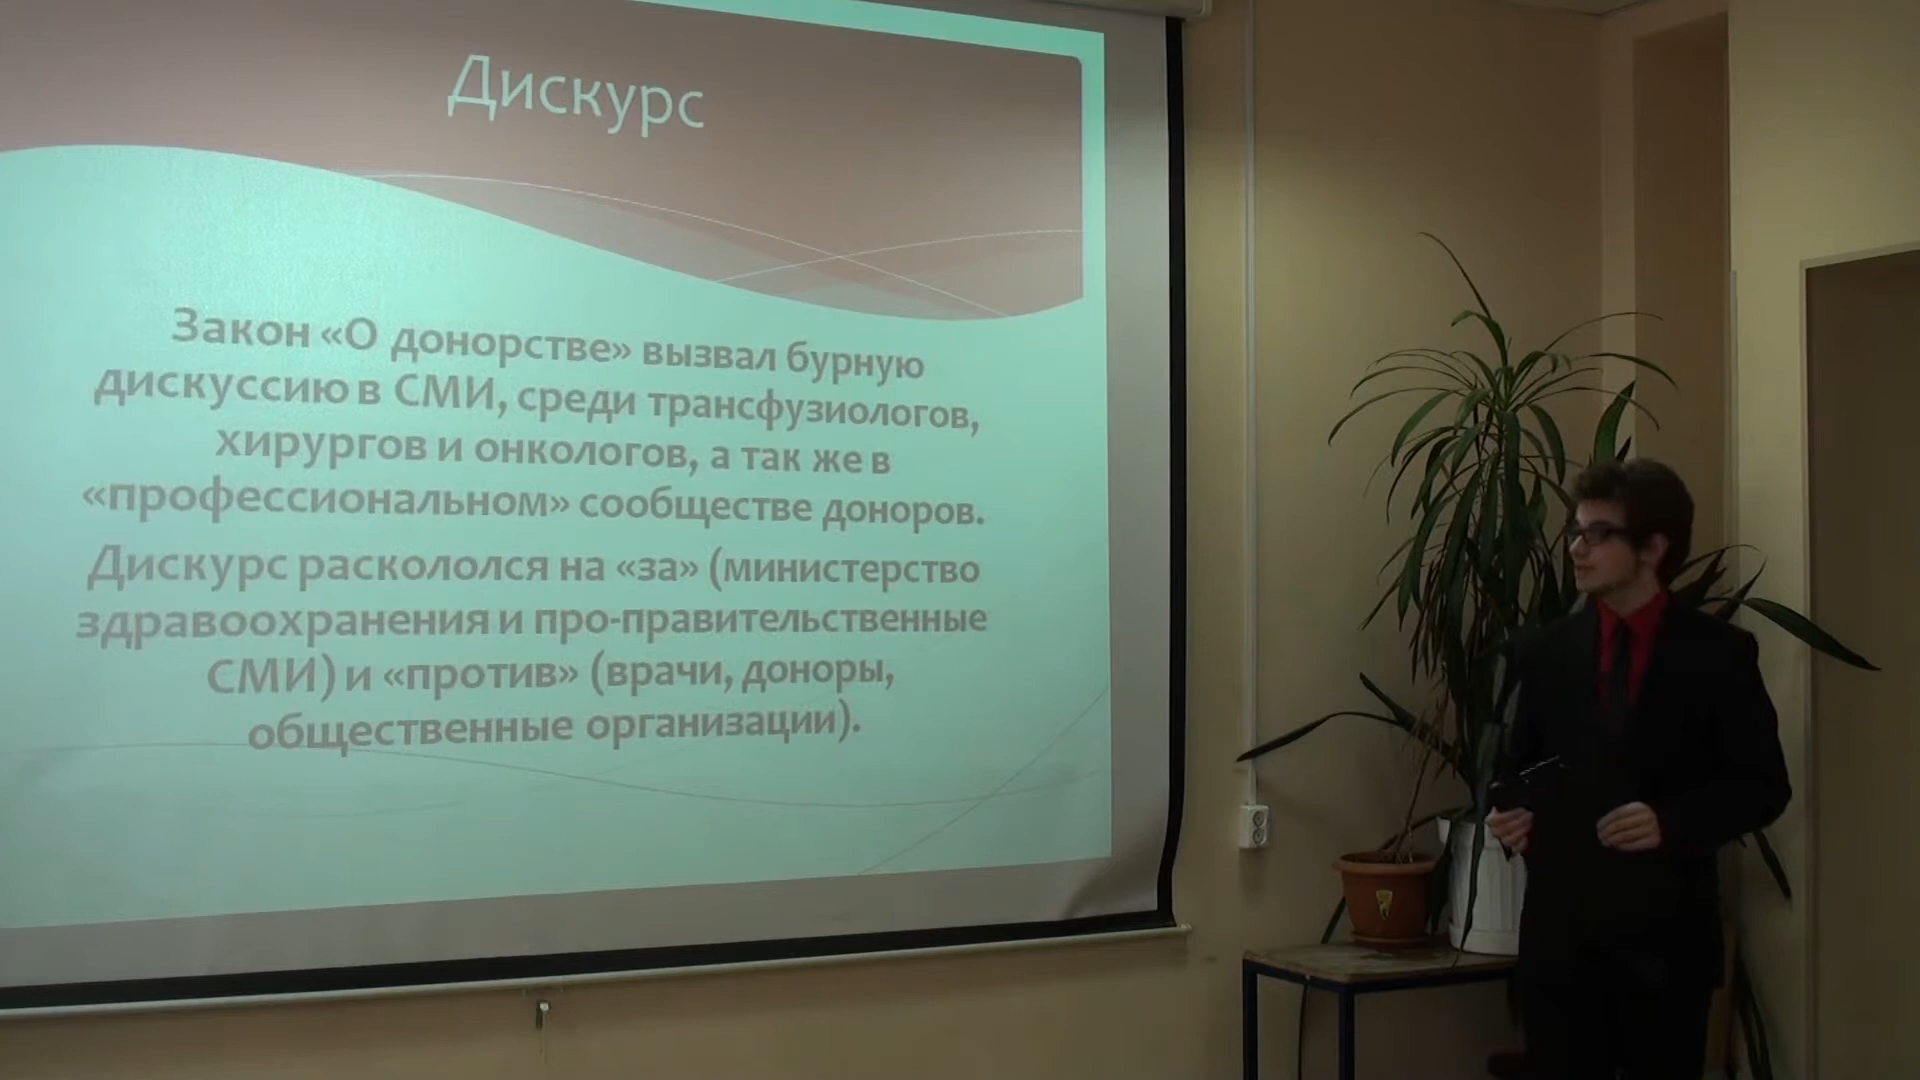 Дискурс
Закон «О донорстве» вызвал бурную
дискуссию в СМИ, среди трансфузиологов,
хирургов и онкологов, а так же в
«профессиональном» сообществе доноров.
Дискурс раскололся на «за» (министерство
здравоохранения и про-правительственные
СМИ) и «против» (врачи, доноры,
общественные организации).